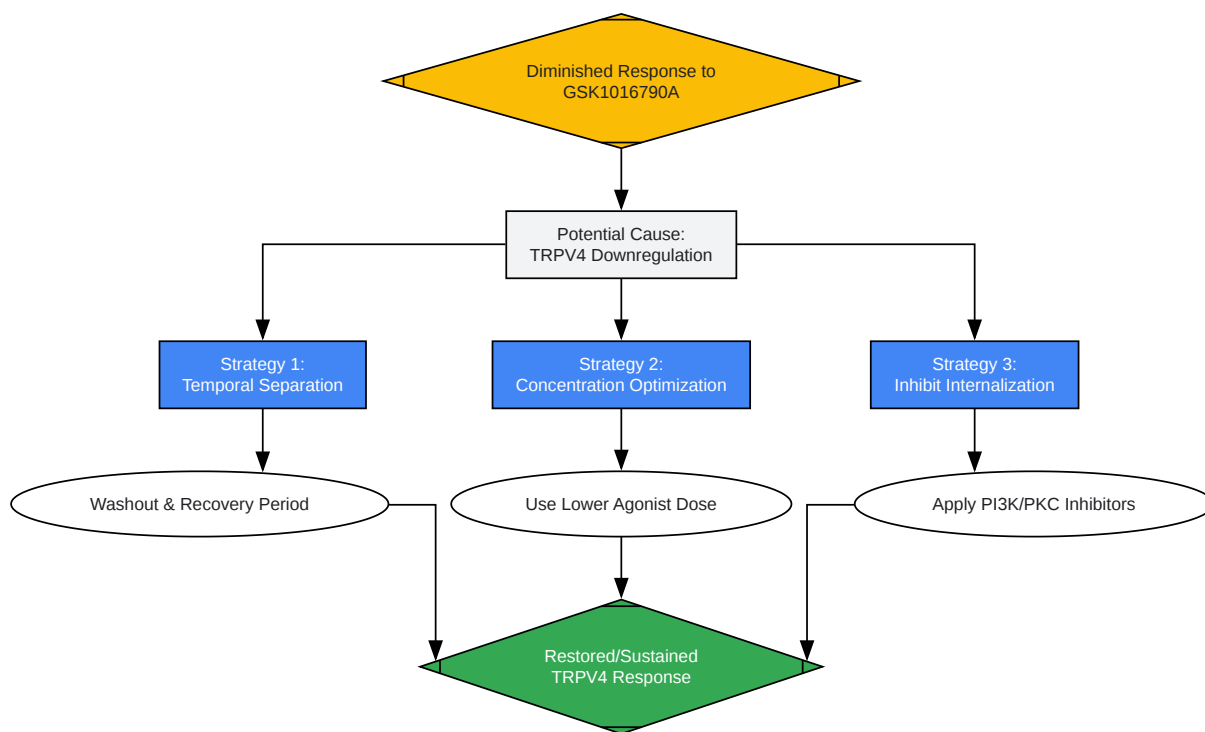 Diminished Response to
GSK1016790A
Potential Cause:
TRPV4 Downregulation
Strategy 1:
Temporal Separation
Strategy 2:
Concentration Optimization
Strategy 3:
Inhibit Internalization
Washout & Recovery Period
Use Lower Agonist Dose
Apply PI3K/PKC Inhibitors
Restored/Sustained
TRPV4 Response